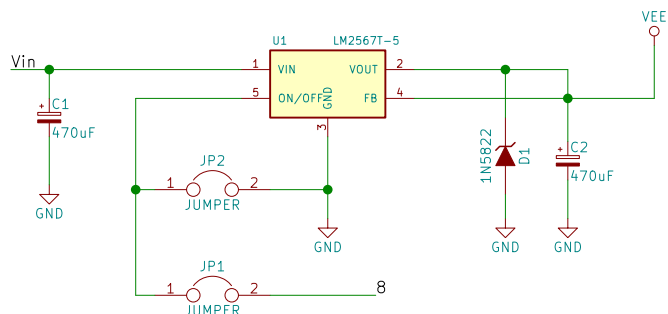 VEE
U1 LM2567T-5
Vin
1 VIN VOUT 2
5 ON/OFF GND FB 4
3
+ C1
470uF
GND
JP2
1 2
JUMPER
GND
1N5822 D1
GND
+ C2
470uF
GND
JP1
1 2 8
JUMPER